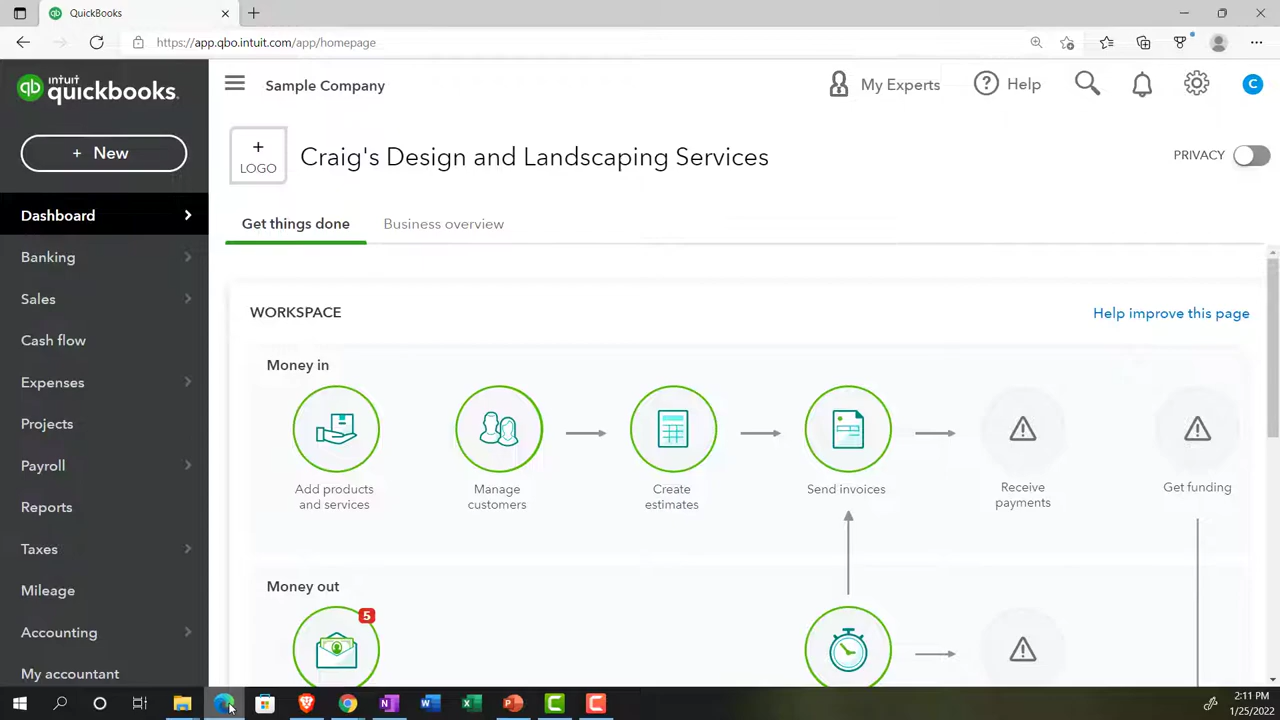 QuickBooks
https://app.qbo.intuit.com/app/homepage
intuit
quickbooks.
Sample Company
My Experts
Help
C
+ New
+
LOGO
Craig's Design and Landscaping Services
PRIVACY
Dashboard
Banking
Sales
Cash flow
Expenses
Projects
Payroll
Reports
Taxes
Mileage
Accounting
My accountant
Get things done
Business overview
WORKSPACE
Help improve this page
Money in
Add products
and services
Manage
customers
Create
estimates
Send invoices
Receive
payments
Get funding
Money out
5
2:11 PM
1/25/2022